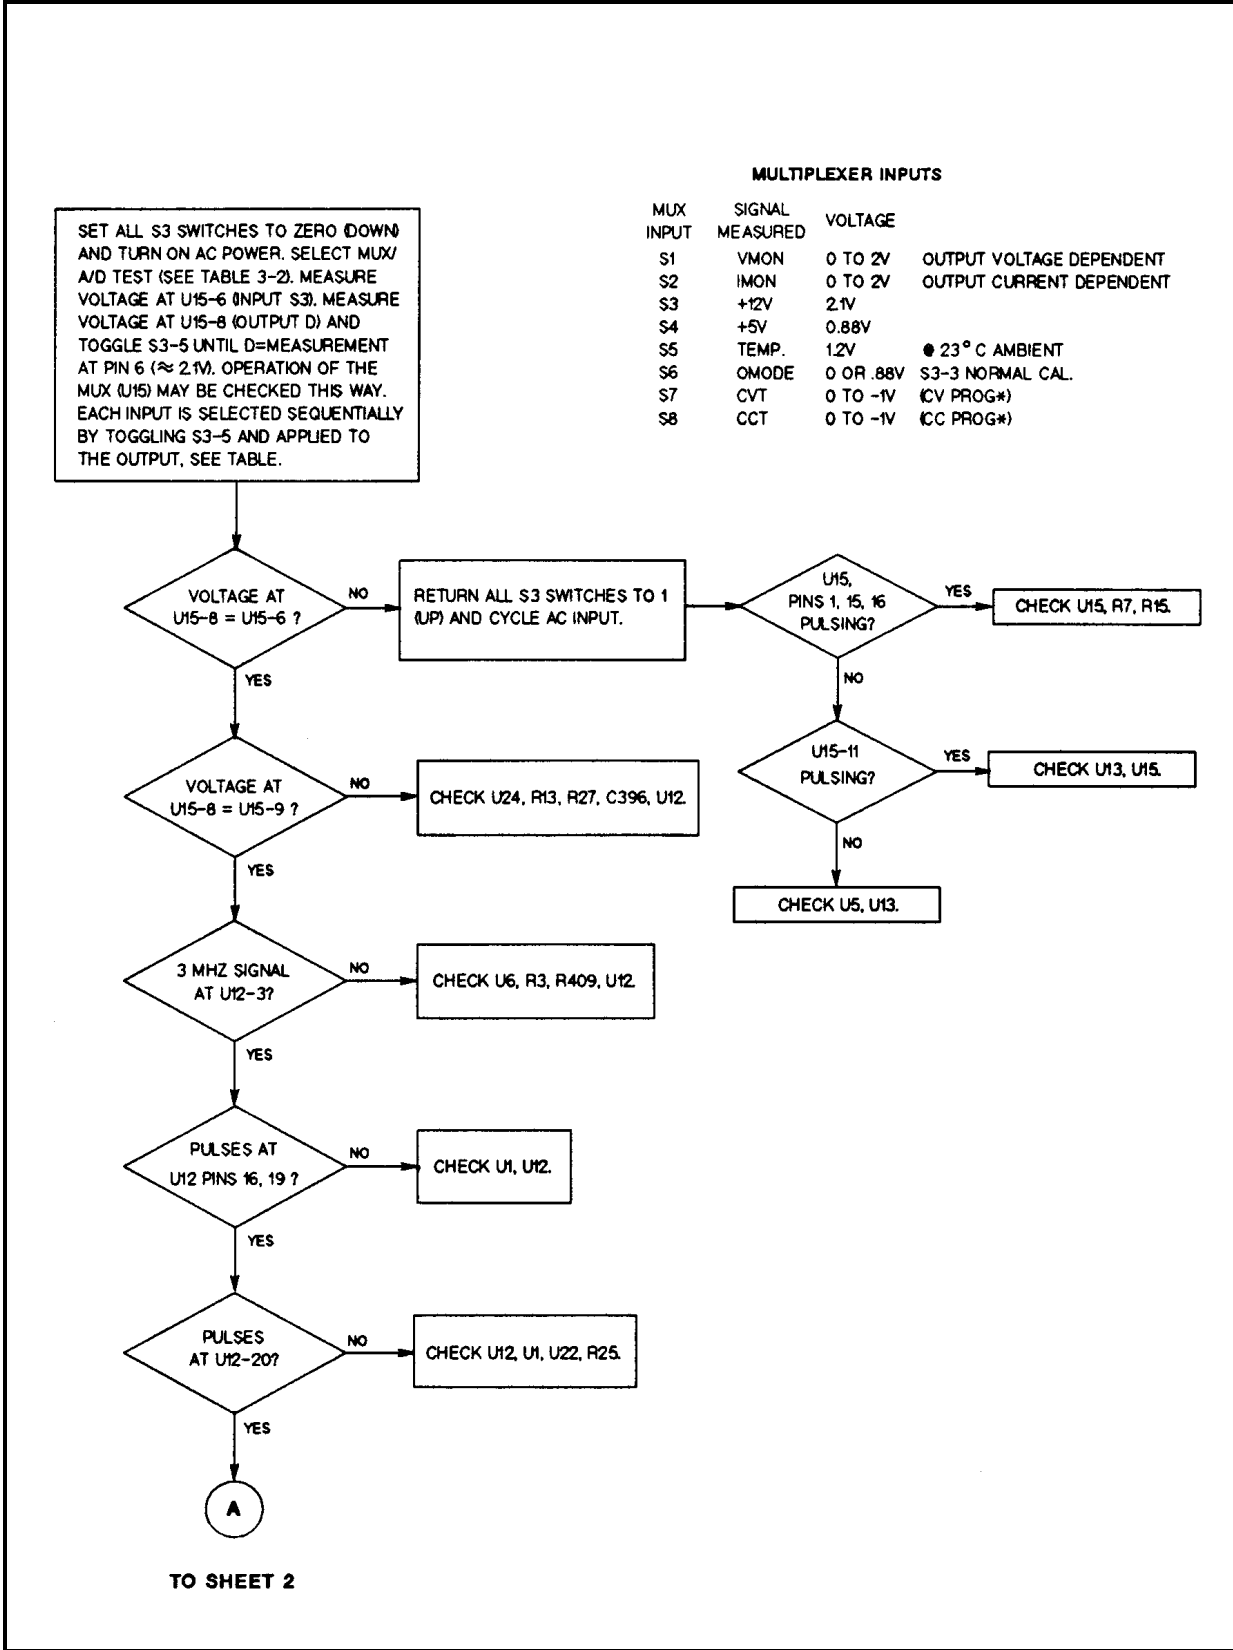 MULTIPLEXER INPUTS
MUX INPUT SIGNAL MEASURED VOLTAGE
S1 VMON 0 TO 2V OUTPUT VOLTAGE DEPENDENT
S2 IMON 0 TO 2V OUTPUT CURRENT DEPENDENT
S3 +12V 2.1V
S4 +5V 0.88V
S5 TEMP. 1.2V @ 23° C AMBIENT
S6 OMODE 0 OR .88V S3-3 NORMAL CAL.
S7 CVT 0 TO -1V (CV PROG*)
S8 CCT 0 TO -1V (CC PROG*)
SET ALL S3 SWITCHES TO ZERO (DOWN)
AND TURN ON AC POWER. SELECT MUX/
A/D TEST (SEE TABLE 3-2). MEASURE
VOLTAGE AT U15-6 (INPUT S3). MEASURE
VOLTAGE AT U15-8 (OUTPUT D) AND
TOGGLE S3-5 UNTIL D=MEASUREMENT
AT PIN 6 (≈ 2.1V). OPERATION OF THE
MUX (U15) MAY BE CHECKED THIS WAY.
EACH INPUT IS SELECTED SEQUENTIALLY
BY TOGGLING S3-5 AND APPLIED TO
THE OUTPUT, SEE TABLE.
VOLTAGE AT
U15-8 = U15-6 ?
NO
RETURN ALL S3 SWITCHES TO 1
(UP) AND CYCLE AC INPUT.
U15,
PINS 1, 15, 16
PULSING?
YES
CHECK U15, R7, R15.
NO
U15-11
PULSING?
YES
CHECK U13, U15.
NO
CHECK U5, U13.
YES
VOLTAGE AT
U15-8 = U15-9 ?
NO
CHECK U24, R13, R27, C396, U12.
YES
3 MHZ SIGNAL
AT U12-3?
NO
CHECK U6, R3, R409, U12.
YES
PULSES AT
U12 PINS 16, 19 ?
NO
CHECK U1, U12.
YES
PULSES
AT U12-20?
NO
CHECK U12, U1, U22, R25.
YES
A
TO SHEET 2